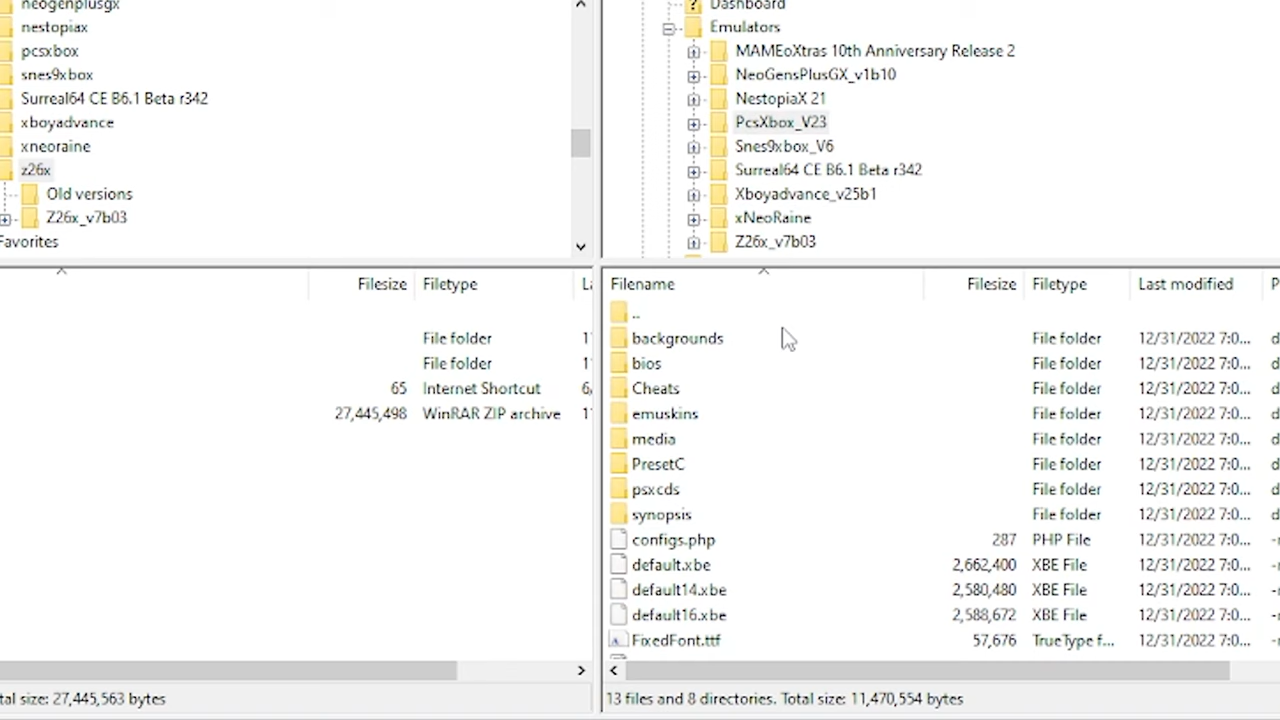 neogenplusgx
nestopiax
pcsxbox
snes9xbox
Surreal64 CE B6.1 Beta r342
xboyadvance
xneoraine
z26x
Old versions
Z26x_v7b03
Favorites
Dashboard
Emulators
MAMEoXtras 10th Anniversary Release 2
NeoGensPlusGX_v1b10
NestopiaX 21
PcsXbox_V23
Snes9xbox_V6
Surreal64 CE B6.1 Beta r342
Xboyadvance_v25b1
xNeoRaine
Z26x_v7b03
Filesize Filetype
File folder
File folder
65 Internet Shortcut
27,445,498 WinRAR ZIP archive
tal size: 27,445,563 bytes
Filename Filesize Filetype Last modified
..
backgrounds File folder 12/31/2022 7:0...
bios File folder 12/31/2022 7:0...
Cheats File folder 12/31/2022 7:0...
emuskins File folder 12/31/2022 7:0...
media File folder 12/31/2022 7:0...
PresetC File folder 12/31/2022 7:0...
psxcds File folder 12/31/2022 7:0...
synopsis File folder 12/31/2022 7:0...
configs.php 287 PHP File 12/31/2022 7:0...
default.xbe 2,662,400 XBE File 12/31/2022 7:0...
default14.xbe 2,580,480 XBE File 12/31/2022 7:0...
default16.xbe 2,588,672 XBE File 12/31/2022 7:0...
FixedFont.ttf 57,676 TrueType f... 12/31/2022 7:0...
13 files and 8 directories. Total size: 11,470,554 bytes